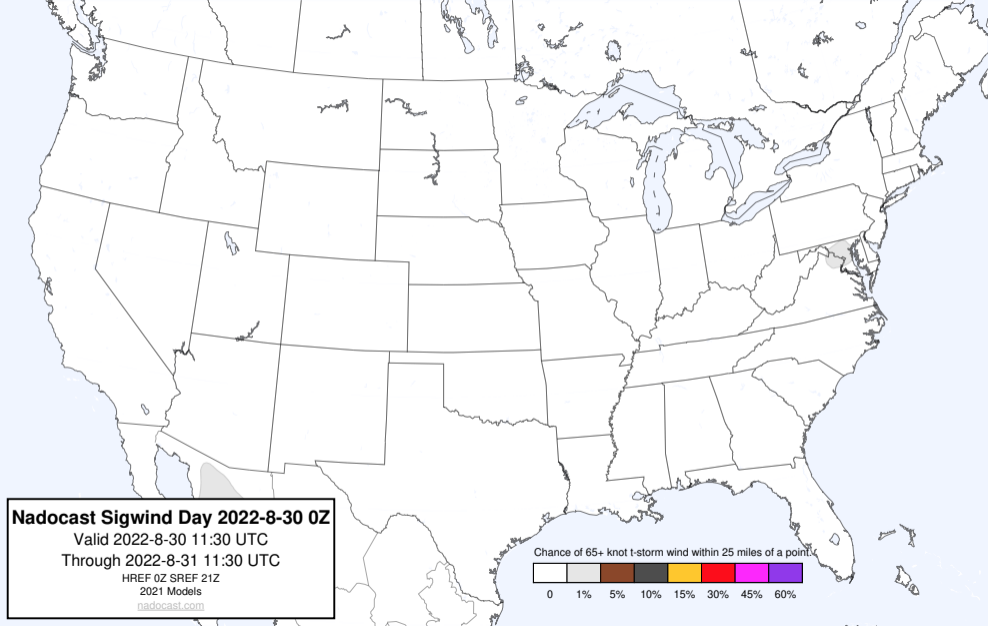 Nadocast Sigwind Day 2022-8-30 0Z
Valid 2022-8-30 11:30 UTC
Through 2022-8-31 11:30 UTC
HREF 0Z SREF 21Z
2021 Models
nadocast.com
Chance of 65+ knot t-storm wind within 25 miles of a point.
0 1% 5% 10% 15% 30% 45% 60%